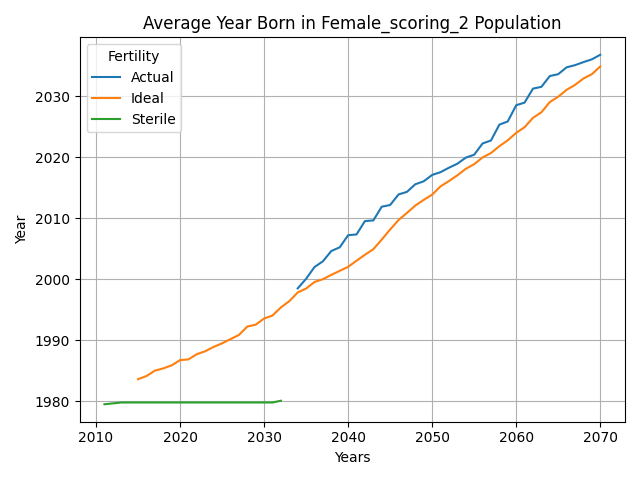 Average Year Born in Female_scoring_2 Population
Fertility
Actual
Ideal
Sterile
Year
2030
2020
2010
2000
1990
1980
2010 2020 2030 2040 2050 2060 2070
Years